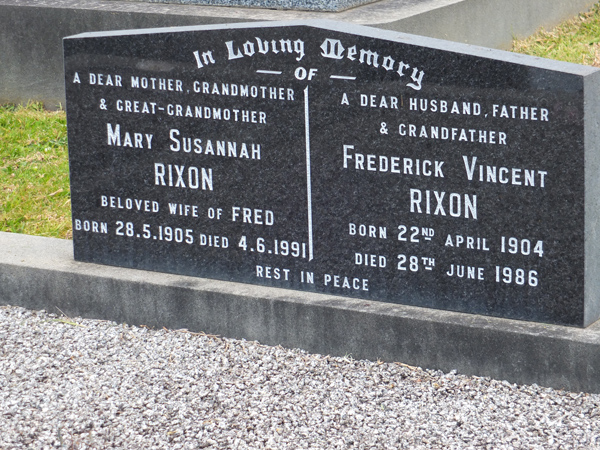 In Loving Memory
OF
A DEAR MOTHER, GRANDMOTHER
& GREAT-GRANDMOTHER
MARY SUSANNAH
RIXON
BELOVED WIFE OF FRED
BORN 28.5.1905 DIED 4.6.1991
A DEAR HUSBAND, FATHER
& GRANDFATHER
FREDERICK VINCENT
RIXON
BORN 22ND APRIL 1904
DIED 28TH JUNE 1986
REST IN PEACE